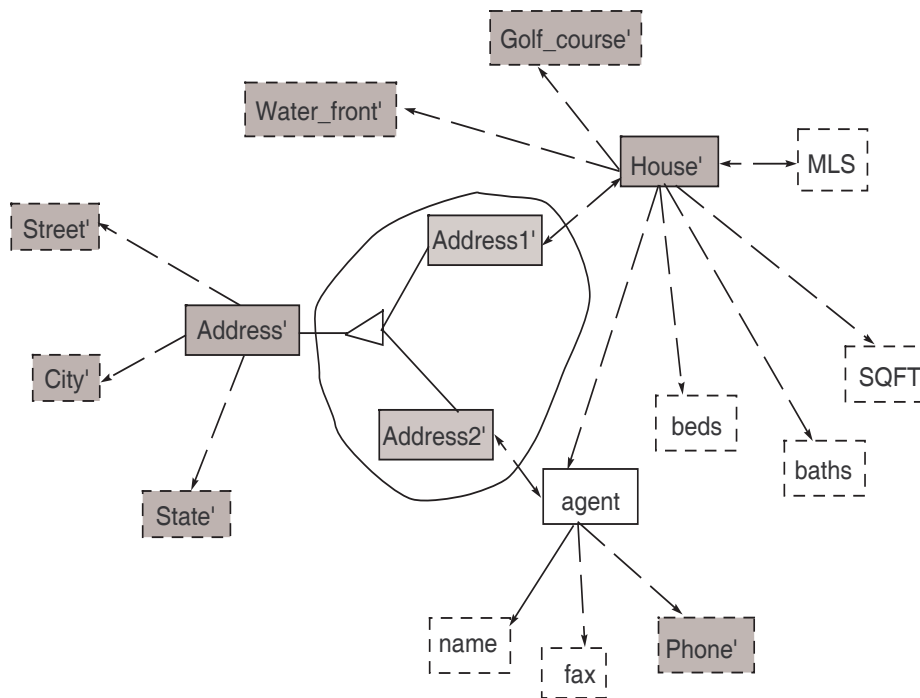 Golf_course'
Water_front'
House'
MLS
Street'
Address1'
Address'
City'
SQFT
Address2'
beds
baths
agent
State'
name
fax
Phone'